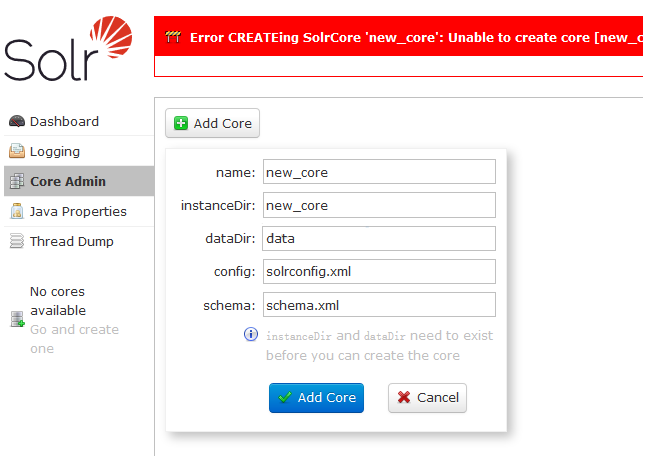 Solr
Error CREATEing SolrCore 'new_core': Unable to create core [new_c
Dashboard
Logging
Core Admin
Java Properties
Thread Dump
No cores
available
Go and create
one
Add Core
name: new_core
instanceDir: new_core
dataDir: data
config: solrconfig.xml
schema: schema.xml
instanceDir and dataDir need to exist
before you can create the core
Add Core Cancel